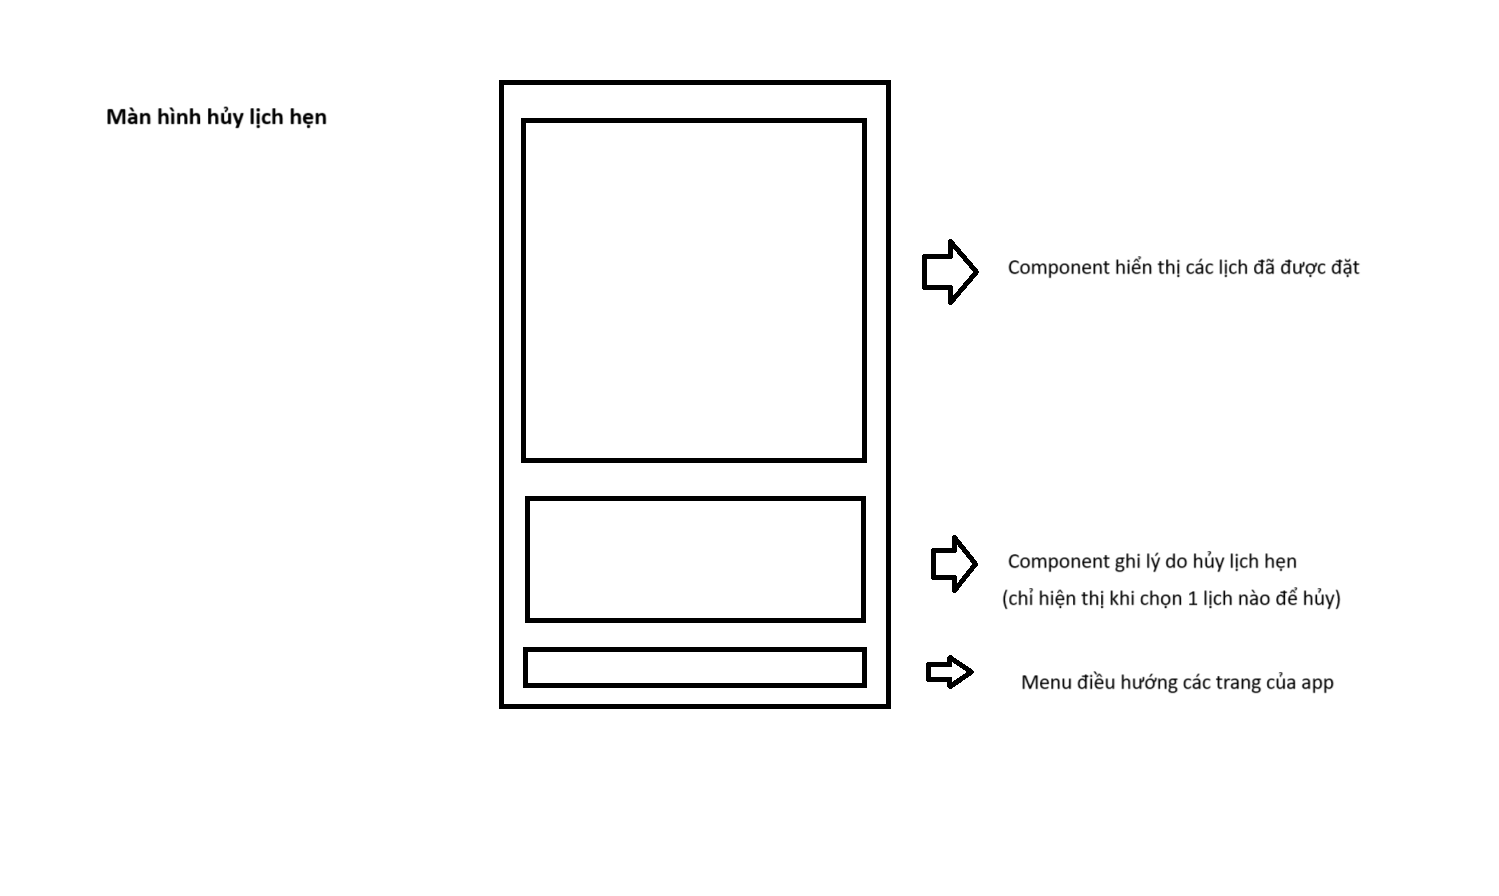 Màn hình hủy lịch hẹn
Component hiển thị các lịch đã được đặt
Component ghi lý do hủy lịch hẹn
(chỉ hiện thị khi chọn 1 lịch nào để hủy)
Menu điều hướng các trang của app